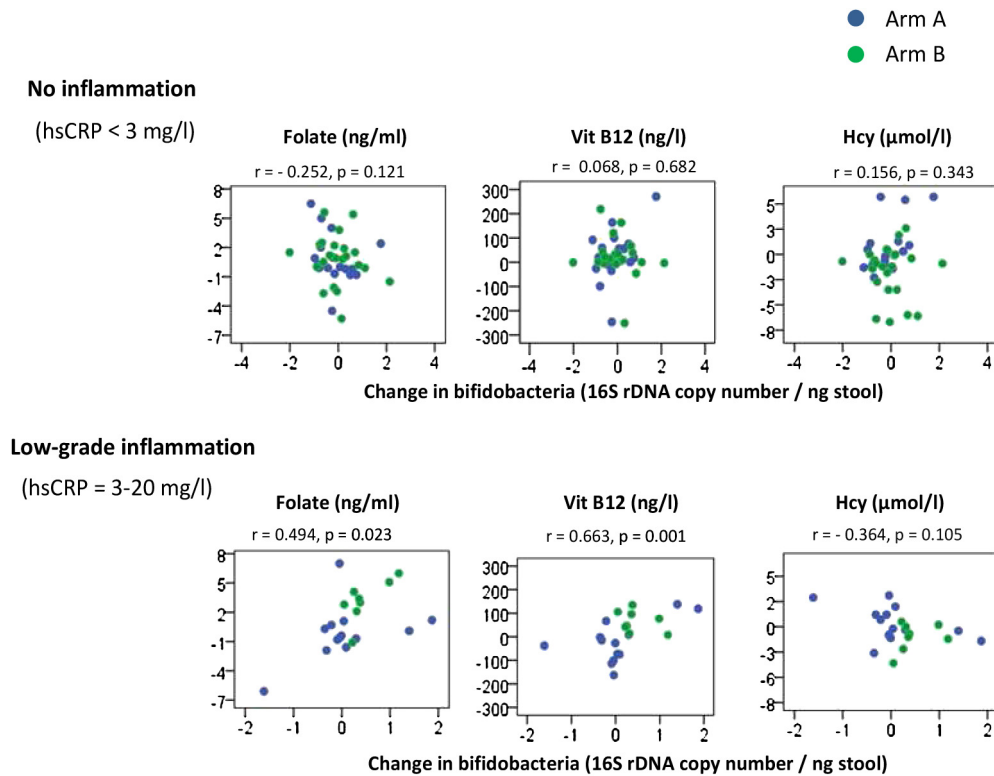 Arm A
Arm B
No inflammation
(hsCRP < 3 mg/l)
Folate (ng/ml)
r = - 0.252, p = 0.121
8
5
2
-1
-4
-7
-4 -2 0 2 4
Vit B12 (ng/l)
r = 0.068, p = 0.682
300
200
100
0
-100
-200
-300
-4 -2 0 2 4
Hcy (μmol/l)
r = 0.156, p = 0.343
5
2
0
-3
-5
-8
-4 -2 0 2 4
Change in bifidobacteria (16S rDNA copy number / ng stool)
Low-grade inflammation
(hsCRP = 3-20 mg/l)
Folate (ng/ml)
r = 0.494, p = 0.023
8
5
2
-1
-4
-7
-2 -1 0 1 2
Vit B12 (ng/l)
r = 0.663, p = 0.001
300
200
100
0
-100
-200
-300
-2 -1 0 1 2
Hcy (μmol/l)
r = - 0.364, p = 0.105
5
2
0
-3
-6
-8
-2 -1 0 1 2
Change in bifidobacteria (16S rDNA copy number / ng stool)